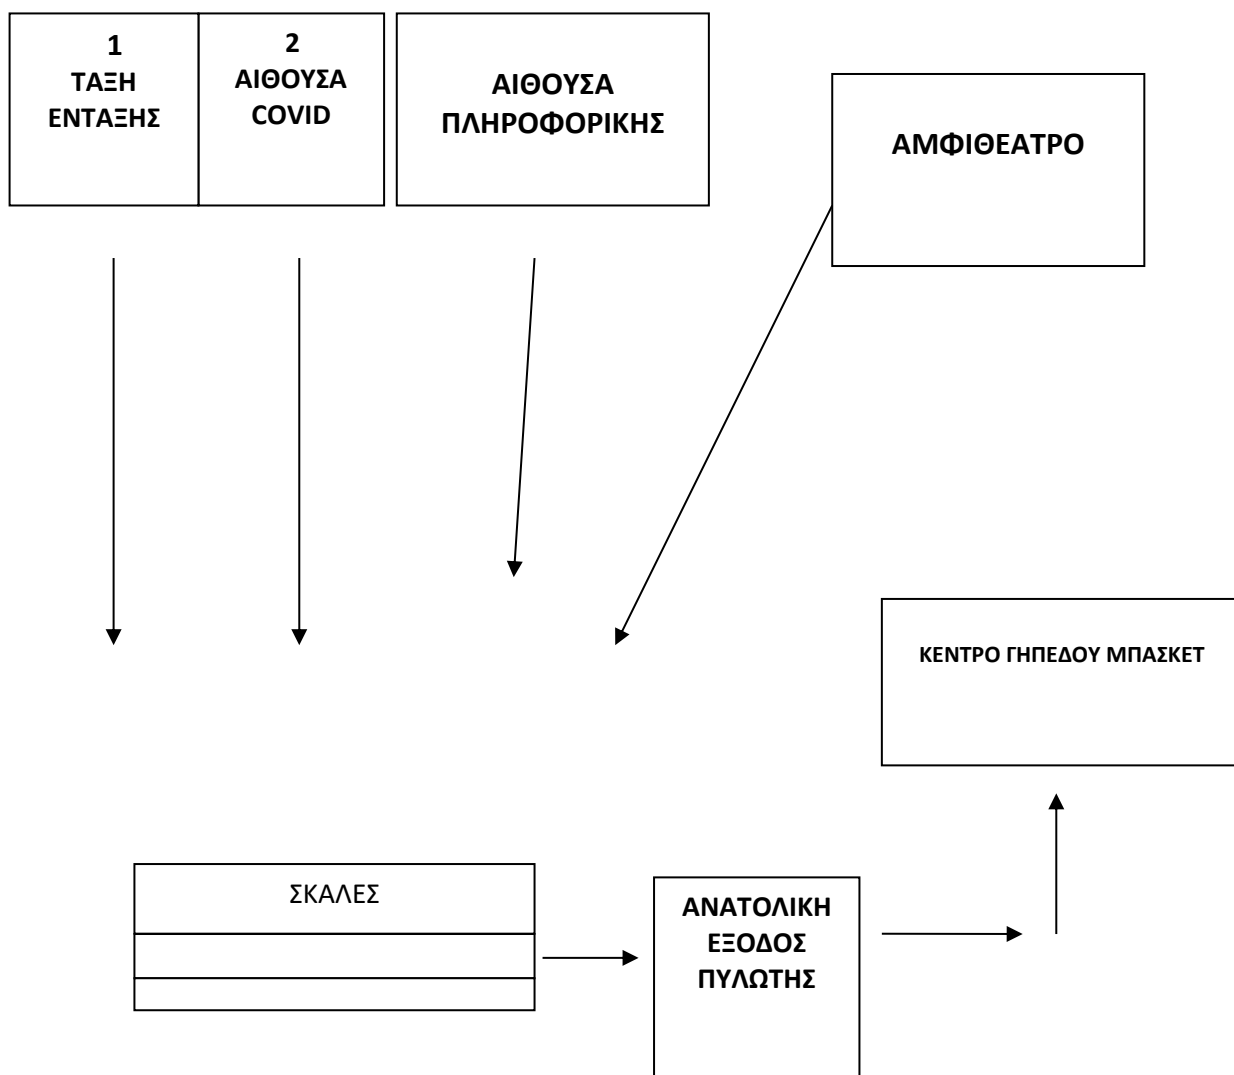 1
ΤΑΞΗ
ΕΝΤΑΞΗΣ
2
ΑΙΘΟΥΣΑ
COVID
ΑΙΘΟΥΣΑ
ΠΛΗΡΟΦΟΡΙΚΗΣ
ΑΜΦΙΘΕΑΤΡΟ
ΚΕΝΤΡΟ ΓΗΠΕΔΟΥ ΜΠΑΣΚΕΤ
ΣΚΑΛΕΣ
ΑΝΑΤΟΛΙΚΗ
ΕΞΟΔΟΣ
ΠΥΛΩΤΗΣ